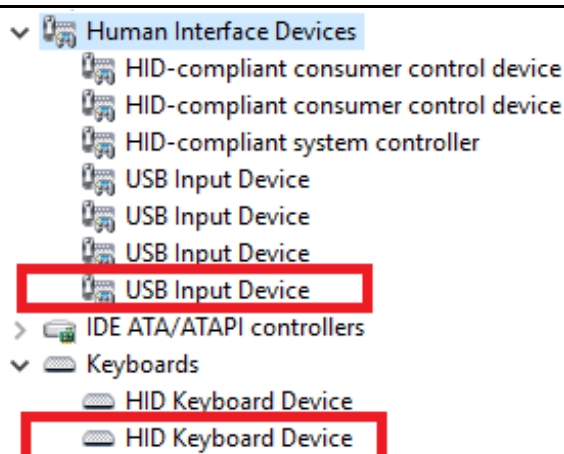 Human Interface Devices
HID-compliant consumer control device
HID-compliant consumer control device
HID-compliant system controller
USB Input Device
USB Input Device
USB Input Device
USB Input Device
IDE ATA/ATAPI controllers
Keyboards
HID Keyboard Device
HID Keyboard Device